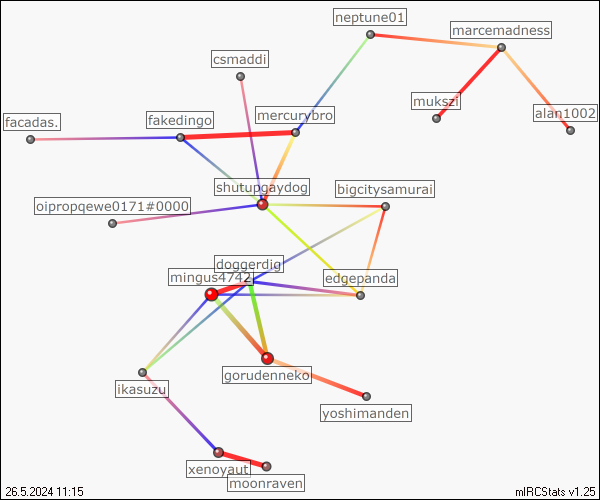 neptune01
marcemadness
csmaddi
mukszi
alan1002
mercurybro
fakedingo
facadas.
shutupgaydog
bigcitysamurai
oipropqewe0171#0000
doggerdig
mingus4742
edgepanda
gorudenneko
ikasuzu
yoshimanden
xenoyaut
moonraven
26.5.2024 11:15
mIRCStats v1.25